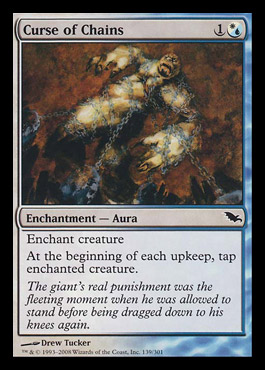 Curse of Chains 1
Enchantment — Aura
Enchant creature
At the beginning of each upkeep, tap
enchanted creature.
The giant's real punishment was the
fleeting moment when he was allowed to
stand before being dragged down to his
knees again.
Drew Tucker
™ & © 1993–2008 Wizards of the Coast, Inc. 139/301